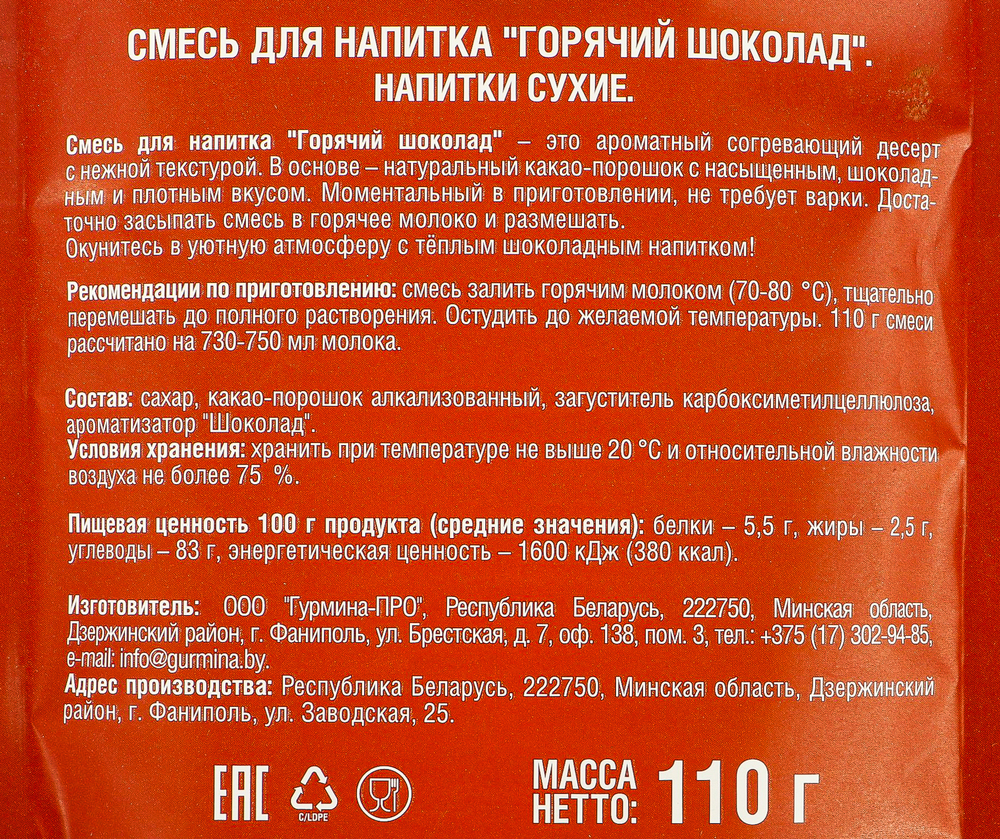 СМЕСЬ ДЛЯ НАПИТКА "ГОРЯЧИЙ ШОКОЛАД".
НАПИТКИ СУХИЕ.
Смесь для напитка "Горячий шоколад" – это ароматный согревающий десерт
с нежной текстурой. В основе – натуральный какао-порошок с насыщенным, шоколад-
ным и плотным вкусом. Моментальный в приготовлении, не требует варки. Доста-
точно засыпать смесь в горячее молоко и размешать.
Окунитесь в уютную атмосферу с тёплым шоколадным напитком!
Рекомендации по приготовлению: смесь залить горячим молоком (70-80 °С), тщательно
перемешать до полного растворения. Остудить до желаемой температуры. 110 г смеси
рассчитано на 730-750 мл молока.
Состав: сахар, какао-порошок алкализованный, загуститель карбоксиметилцеллюлоза,
ароматизатор "Шоколад".
Условия хранения: хранить при температуре не выше 20 °С и относительной влажности
воздуха не более 75 %.
Пищевая ценность 100 г продукта (средние значения): белки – 5,5 г, жиры – 2,5 г,
углеводы – 83 г, энергетическая ценность – 1600 кДж (380 ккал).
Изготовитель: ООО "Гурмина-ПРО", Республика Беларусь, 222750, Минская область,
Дзержинский район, г. Фаниполь, ул. Брестская, д. 7, оф. 138, пом. 3, тел.: +375 (17) 302-94-85,
e-mail: info@gurmina.by.
Адрес производства: Республика Беларусь, 222750, Минская область, Дзержинский
район, г. Фаниполь, ул. Заводская, 25.
ЕАС
C/LDPE
МАССА
НЕТТО: 110 г